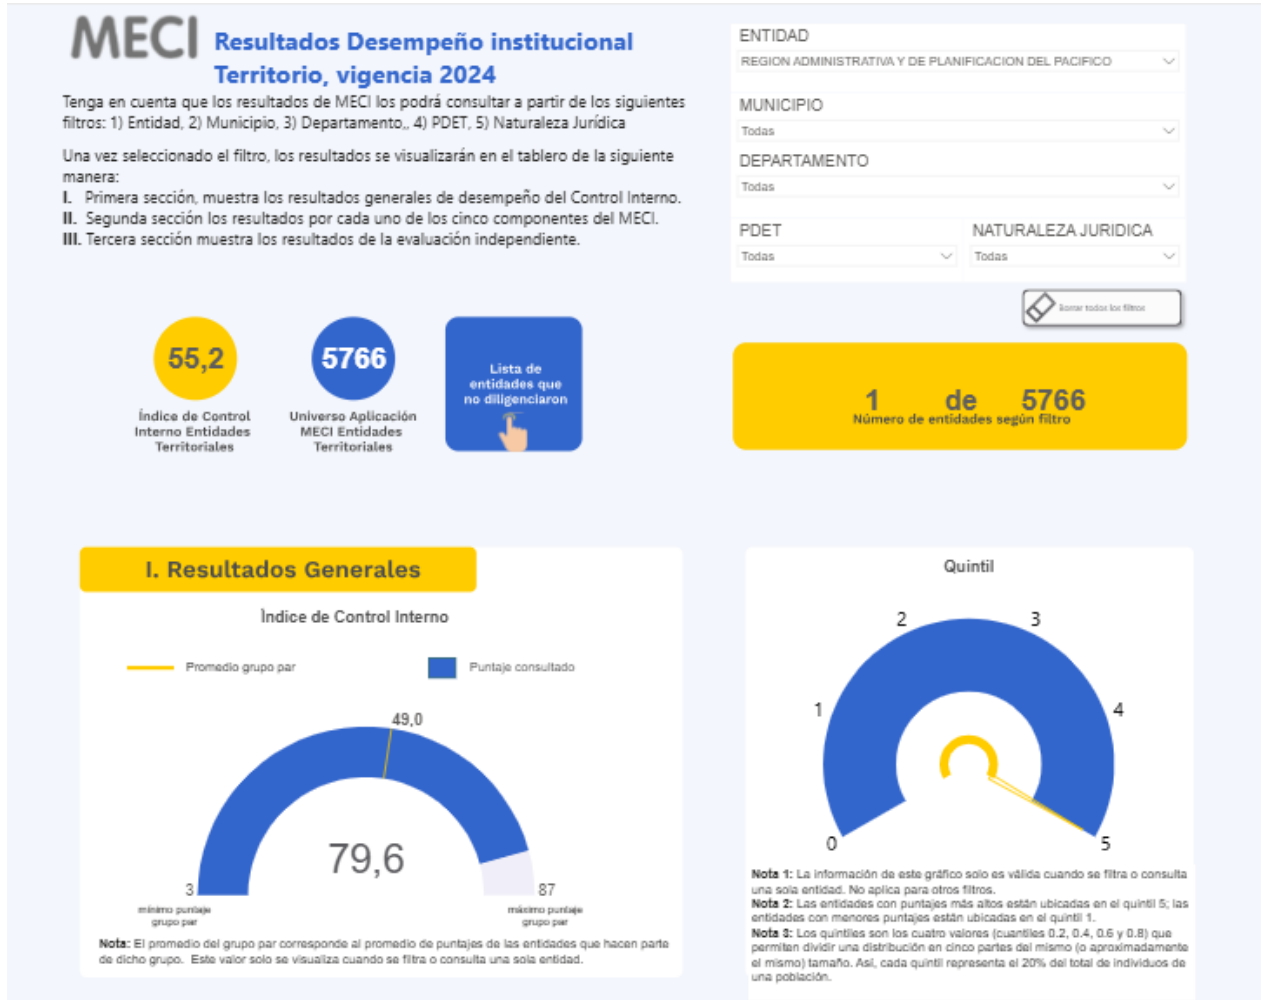 MECI Resultados Desempeño institucional
Territorio, vigencia 2024
Tenga en cuenta que los resultados de MECI los podrá consultar a partir de los siguientes
filtros: 1) Entidad, 2) Municipio, 3) Departamento,, 4) PDET, 5) Naturaleza Jurídica
Una vez seleccionado el filtro, los resultados se visualizarán en el tablero de la siguiente
manera:
I. Primera sección, muestra los resultados generales de desempeño del Control Interno.
II. Segunda sección los resultados por cada uno de los cinco componentes del MECI.
III. Tercera sección muestra los resultados de la evaluación independiente.
ENTIDAD
REGION ADMINISTRATIVA Y DE PLANIFICACION DEL PACIFICO
MUNICIPIO
Todas
DEPARTAMENTO
Todas
PDET
Todas
NATURALEZA JURIDICA
Todas
Borrar todos los filtros
55,2
Índice de Control
Interno Entidades
Territoriales
5766
Universo Aplicación
MECI Entidades
Territoriales
Lista de
entidades que
no diligenciaron
1 de 5766
Número de entidades según filtro
I. Resultados Generales
Índice de Control Interno
Promedio grupo par
Puntaje consultado
49,0
79,6
3
mínimo puntaje
grupo par
87
máximo puntaje
grupo par
Nota: El promedio del grupo par corresponde al promedio de puntajes de las entidades que hacen parte
de dicho grupo. Este valor solo se visualiza cuando se filtra o consulta una sola entidad.
Quintil
2
3
1
4
0
5
Nota 1: La información de este gráfico solo es válida cuando se filtra o consulta
una sola entidad. No aplica para otros filtros.
Nota 2: Las entidades con puntajes más altos están ubicadas en el quintil 5; las
entidades con menores puntajes están ubicadas en el quintil 1.
Nota 3: Los quintiles son los cuatro valores (cuantiles 0.2, 0.4, 0.6 y 0.8) que
permiten dividir una distribución en cinco partes del mismo (o aproximadamente
el mismo) tamaño. Así, cada quintil representa el 20% del total de individuos de
una población.